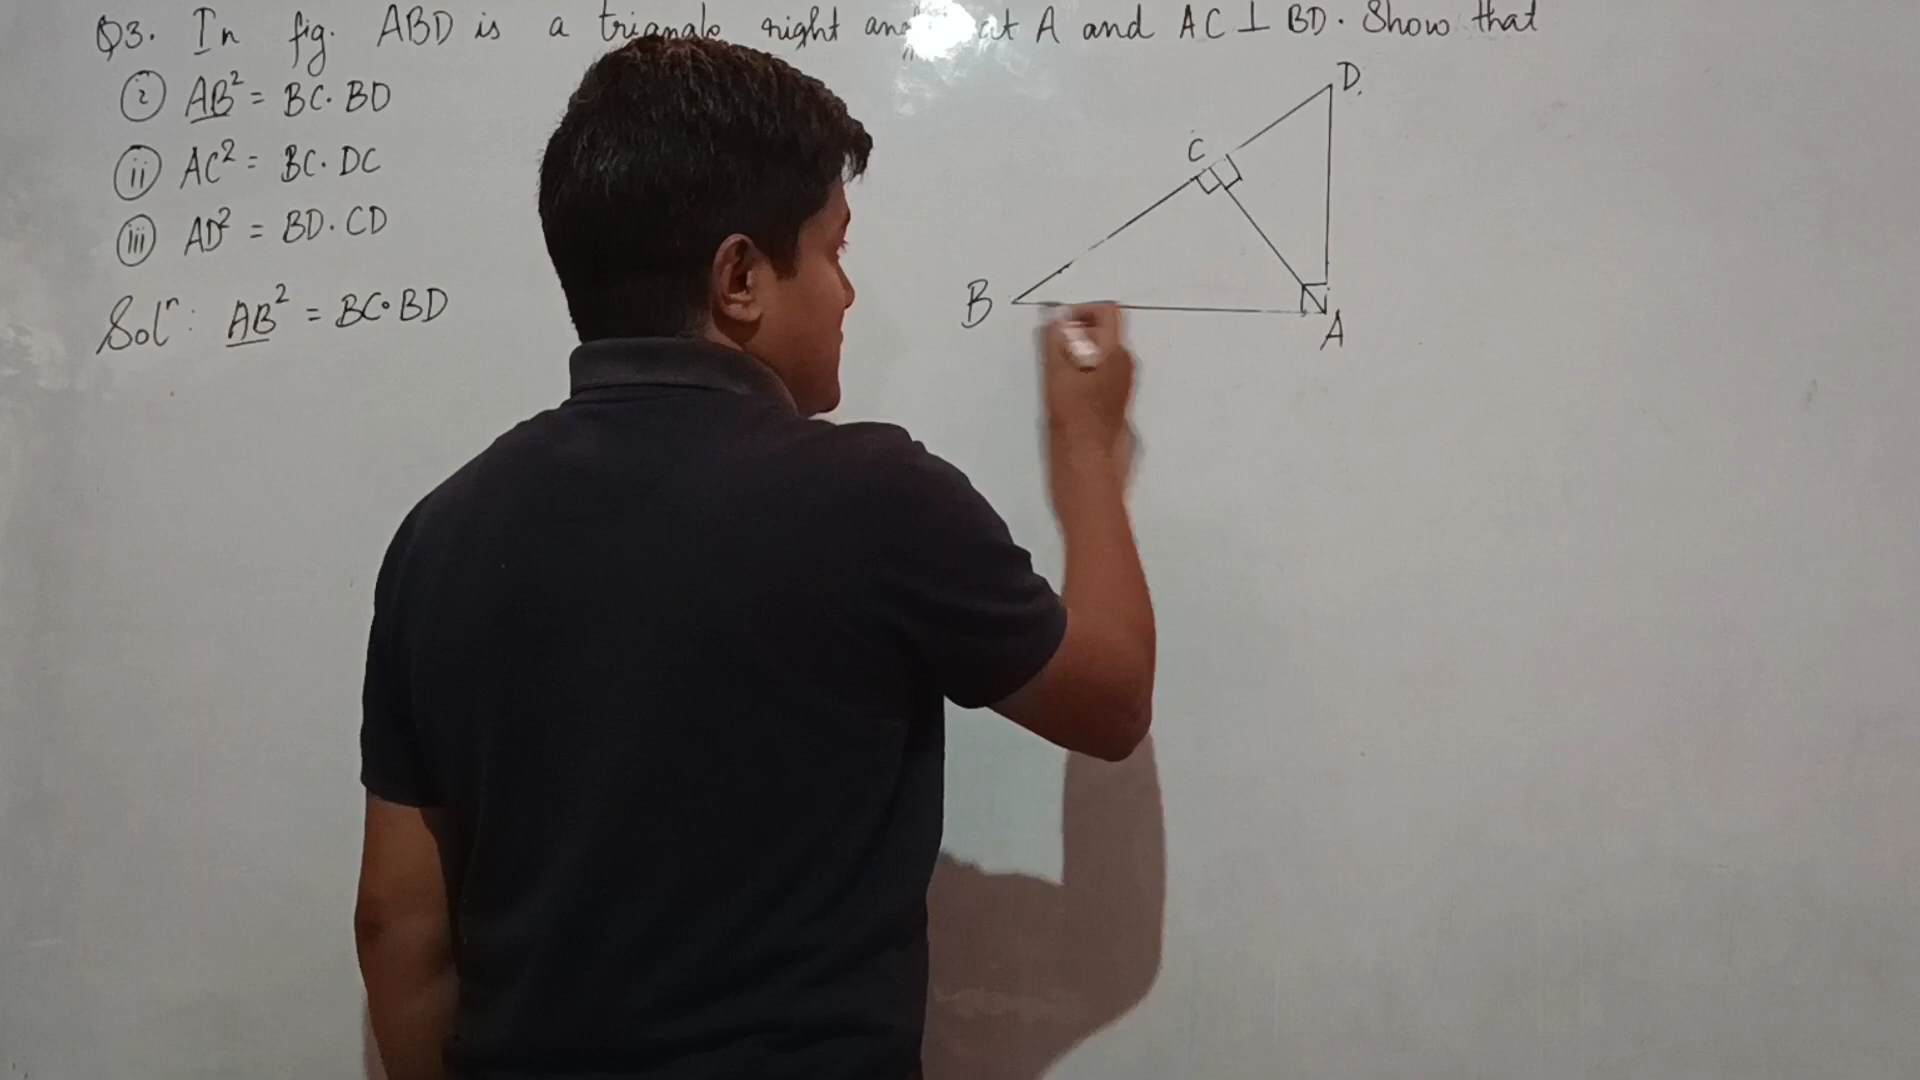 Q3. In fig. ABD is a triangle right at A and AC ⊥ BD. Show that
(i) AB² = BC. BD
(ii) AC² = BC. DC
(iii) AD² = BD. CD
Solⁿ: AB² = BC.BD
D.
C
B
A